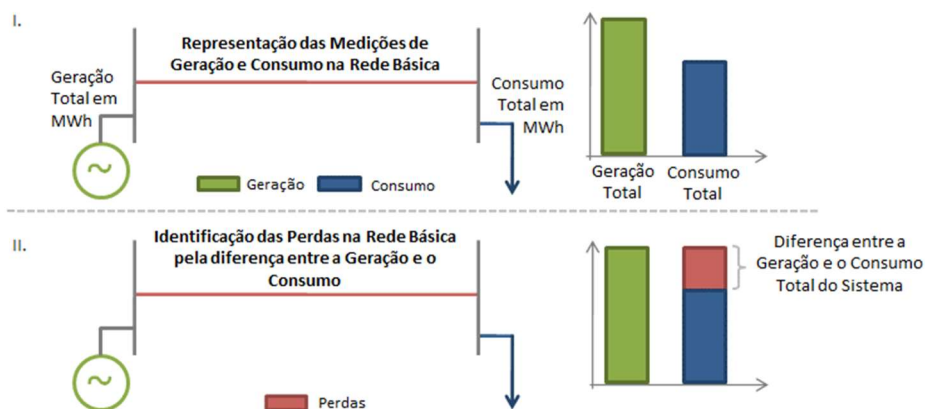 I.
Representação das Medições de
Geração e Consumo na Rede Básica
Geração
Total em
MWh
Consumo
Total em
MWh
Geração
Consumo
Geração
Total
Consumo
Total
II.
Identificação das Perdas na Rede Básica
pela diferença entre a Geração e o
Consumo
Diferença entre a
Geração e o Consumo
Total do Sistema
Perdas